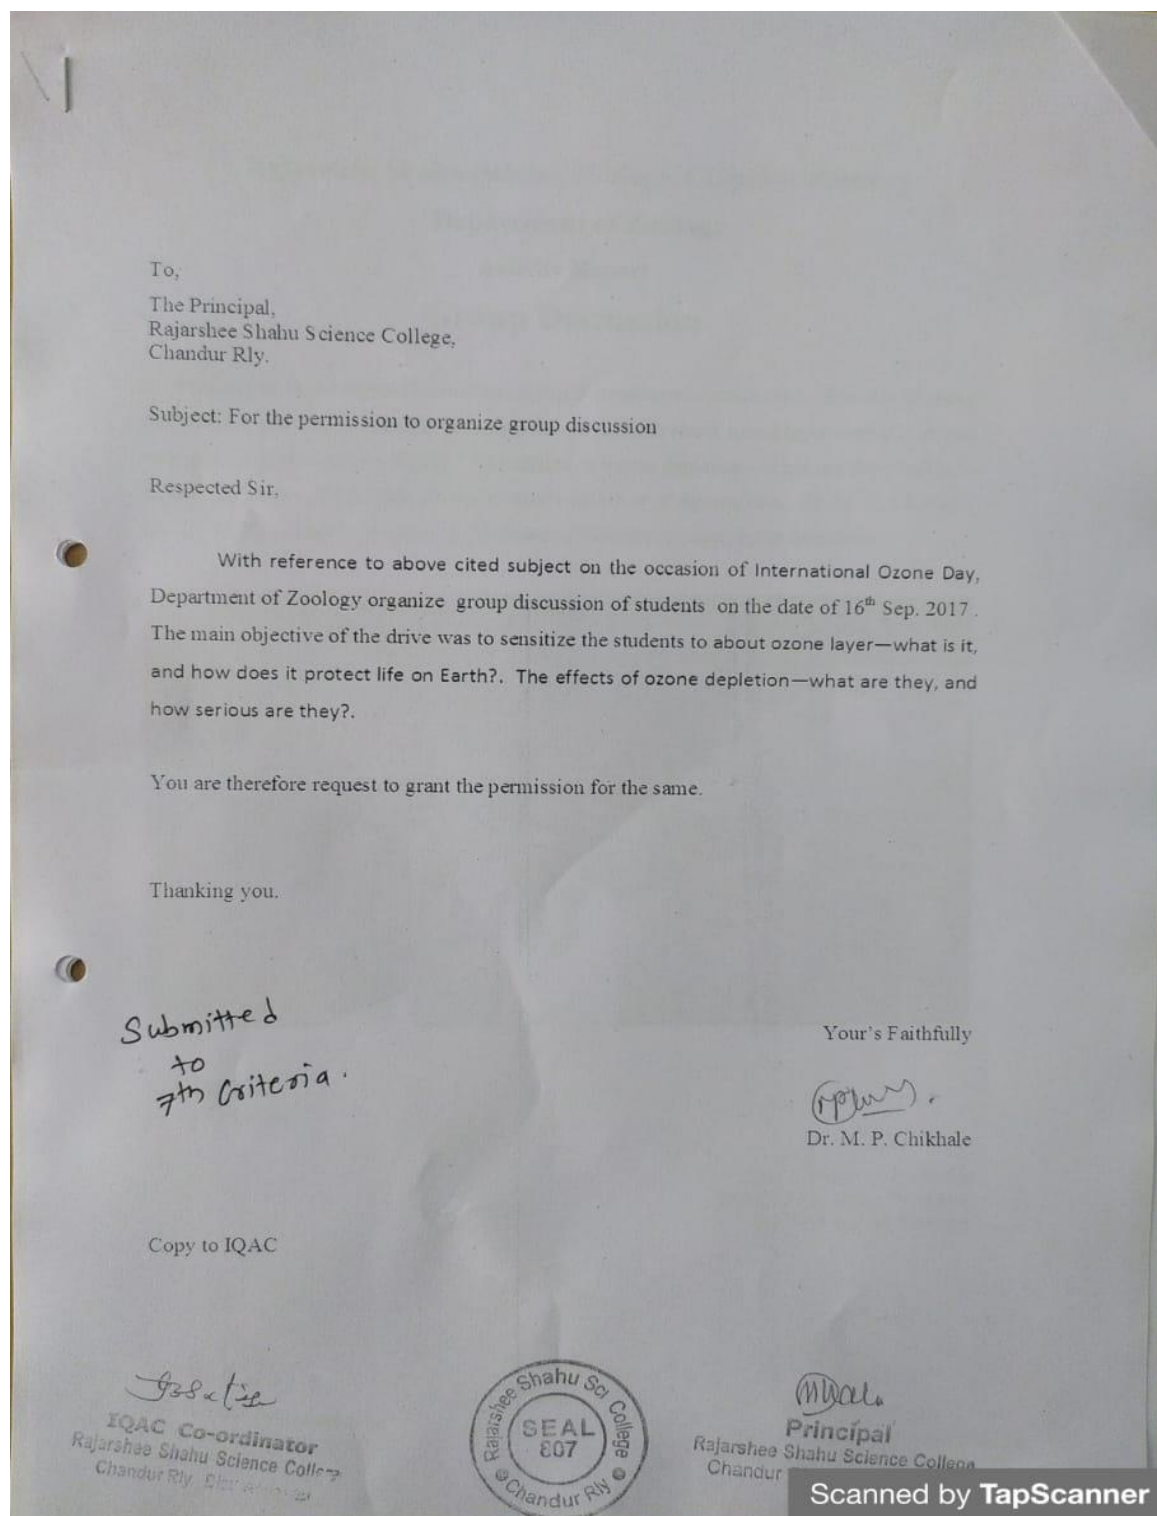 To,
The Principal,
Rajarshee Shahu Science College,
Chandur Rly.
Subject: For the permission to organize group discussion
Respected Sir,
With reference to above cited subject on the occasion of International Ozone Day,
Department of Zoology organize group discussion of students on the date of 16th Sep. 2017 .
The main objective of the drive was to sensitize the students to about ozone layer—what is it,
and how does it protect life on Earth?. The effects of ozone depletion—what are they, and
how serious are they?.
You are therefore request to grant the permission for the same.
Thanking you.
Submitted
to
7th Criteria.
Your's Faithfully
Dr. M. P. Chikhale
Copy to IQAC
IQAC Co-ordinator
Rajarshee Shahu Science College
Chandur Rly
Rajarshee Shahu Sci College
SEAL
807
Chandur Rly
Principal
Rajarshee Shahu Science College
Chandur
Scanned by TapScanner